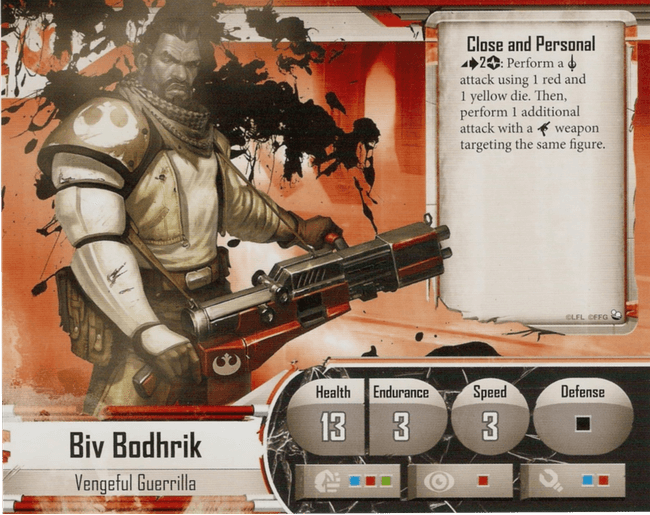 Close and Personal
2: Perform a
attack using 1 red and
1 yellow die. Then,
perform 1 additional
attack with a weapon
targeting the same figure.
©LFL ©FFG
Health
Endurance
Speed
Defense
13
3
3
Biv Bodhrik
Vengeful Guerrilla